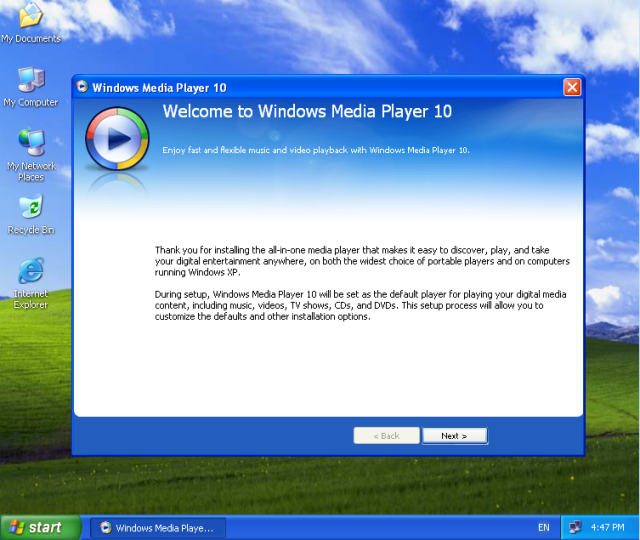 My Documents
My Computer
My Network
Places
Recycle Bin
Internet
Explorer
Windows Media Player 10
Welcome to Windows Media Player 10
Enjoy fast and flexible music and video playback with Windows Media Player 10.
Thank you for installing the all-in-one media player that makes it easy to discover, play, and take
your digital entertainment anywhere, on both the widest choice of portable players and on computers
running Windows XP.
During setup, Windows Media Player 10 will be set as the default player for playing your digital media
content, including music, videos, TV shows, CDs, and DVDs. This setup process will allow you to
customize the defaults and other installation options.
< Back
Next >
start
Windows Media Playe...
EN
4:47 PM